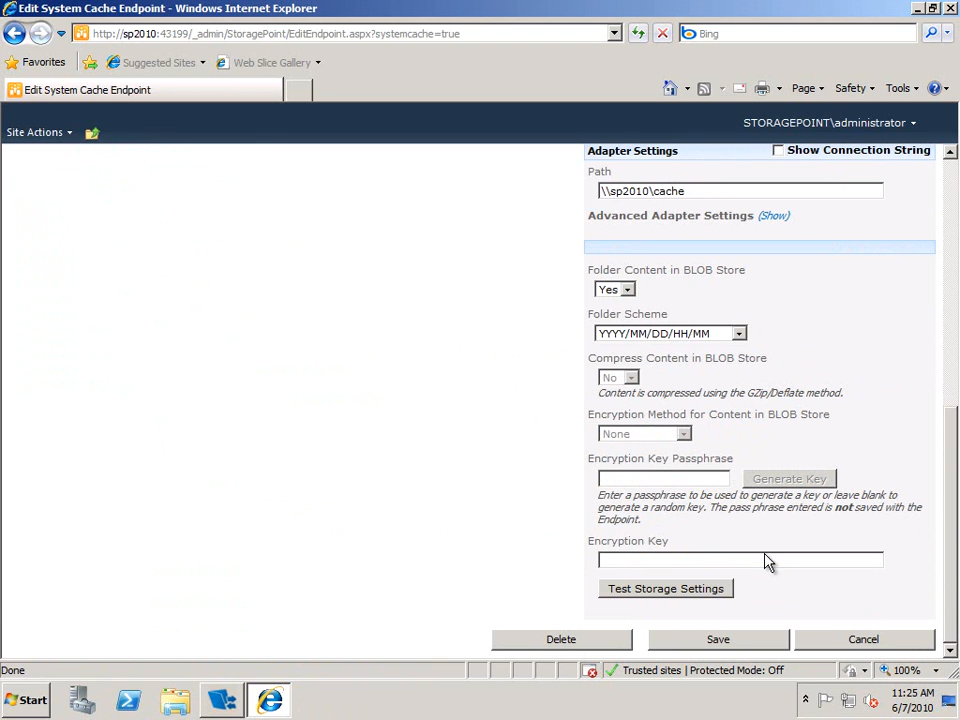 Edit System Cache Endpoint - Windows Internet Explorer
http://sp2010:43199/_admin/StoragePoint/EditEndpoint.aspx?systemcache=true
Bing
Favorites
Suggested Sites
Web Slice Gallery
Edit System Cache Endpoint
Page
Safety
Tools
Site Actions
STORAGEPOINT\administrator
Adapter Settings
Show Connection String
Path
\\sp2010\cache
Advanced Adapter Settings (Show)
Folder Content in BLOB Store
Yes
Folder Scheme
YYYY/MM/DD/HH/MM
Compress Content in BLOB Store
No
Content is compressed using the GZip/Deflate method.
Encryption Method for Content in BLOB Store
None
Encryption Key Passphrase
Generate Key
Enter a passphrase to be used to generate a key or leave blank to
generate a random key. The pass phrase entered is not saved with the
Endpoint.
Encryption Key
Test Storage Settings
Delete
Save
Cancel
Done
Trusted sites | Protected Mode: Off
100%
Start
11:25 AM
6/7/2010